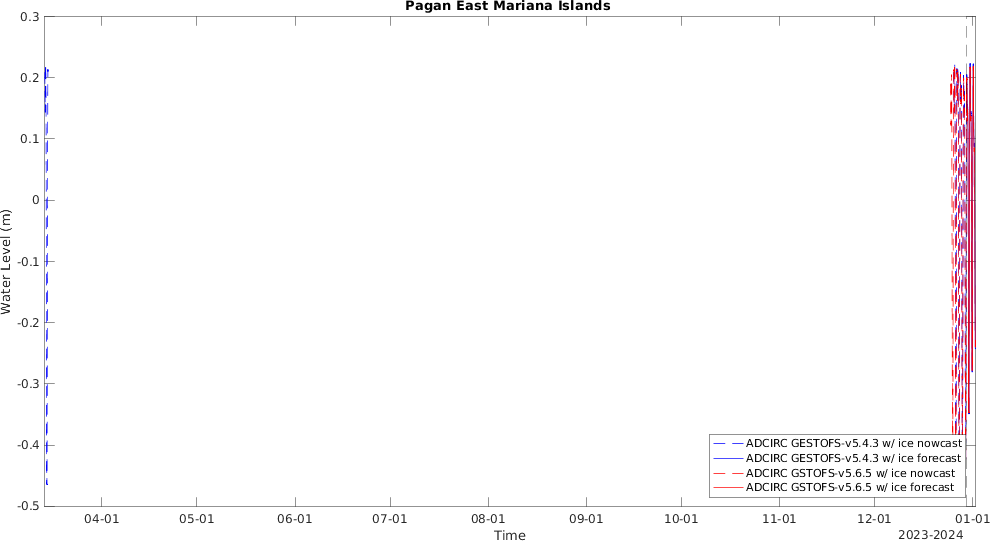 Pagan East Mariana Islands
Water Level (m)
0.3
0.2
0.1
0
-0.1
-0.2
-0.3
-0.4
-0.5
ADCIRC GESTOFS-v5.4.3 w/ ice nowcast
ADCIRC GESTOFS-v5.4.3 w/ ice forecast
ADCIRC GSTOFS-v5.6.5 w/ ice nowcast
ADCIRC GSTOFS-v5.6.5 w/ ice forecast
04-01 05-01 06-01 07-01 08-01 09-01 10-01 11-01 12-01 01-01
Time
2023-2024